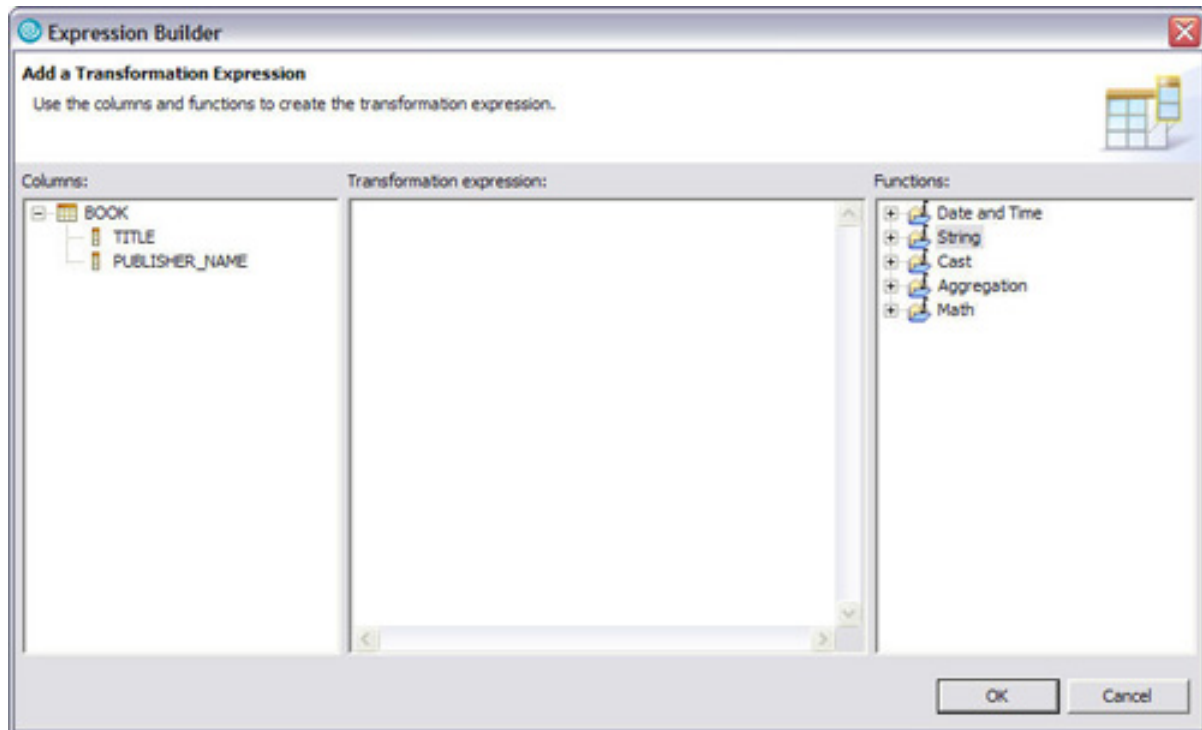 Expression Builder
Add a Transformation Expression
Use the columns and functions to create the transformation expression.
Columns:
BOOK
TITLE
PUBLISHER_NAME
Transformation expression:
Functions:
Date and Time
String
Cast
Aggregation
Math
OK
Cancel